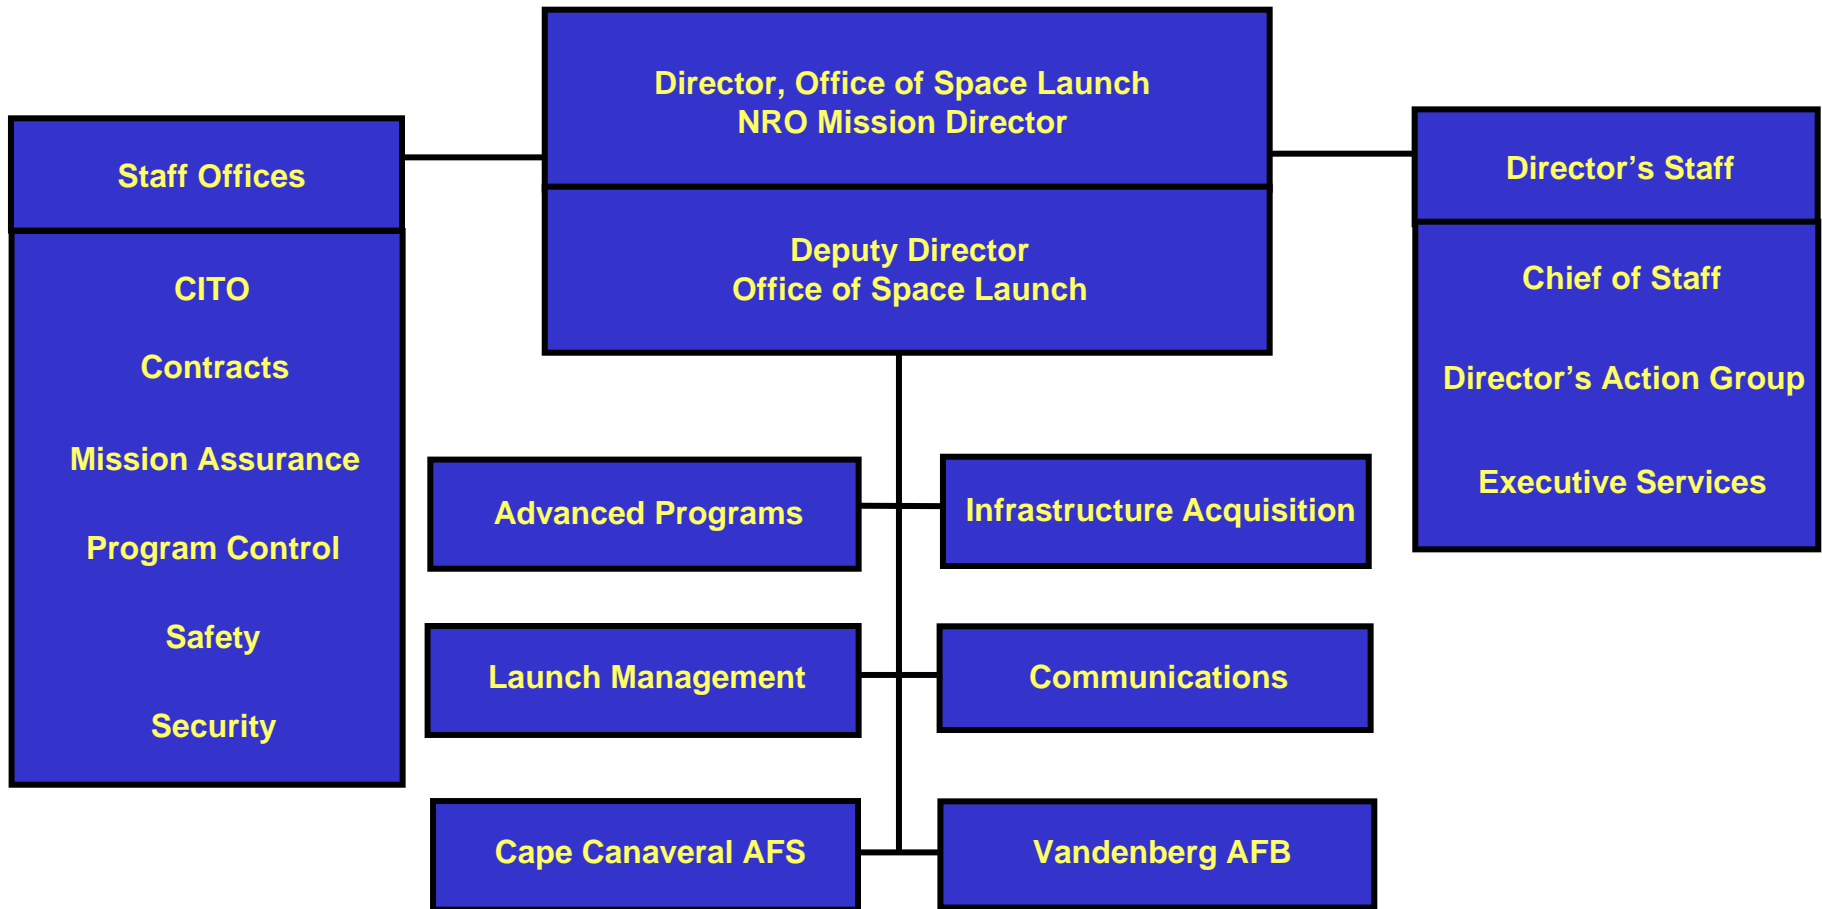 Director, Office of Space Launch
NRO Mission Director
Deputy Director
Office of Space Launch
Staff Offices
CITO
Contracts
Mission Assurance
Program Control
Safety
Security
Director’s Staff
Chief of Staff
Director’s Action Group
Executive Services
Advanced Programs
Infrastructure Acquisition
Launch Management
Communications
Cape Canaveral AFS
Vandenberg AFB